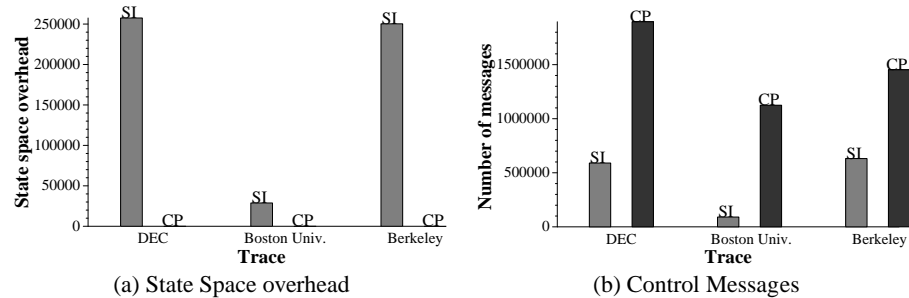 State space overhead
250000
200000
150000
100000
50000
0
SI
CP
SI
CP
SI
CP
DEC
Boston Univ.
Berkeley
Trace
(a) State Space overhead
Number of messages
1500000
1000000
500000
0
SI
CP
SI
CP
SI
CP
DEC
Boston Univ.
Berkeley
Trace
(b) Control Messages